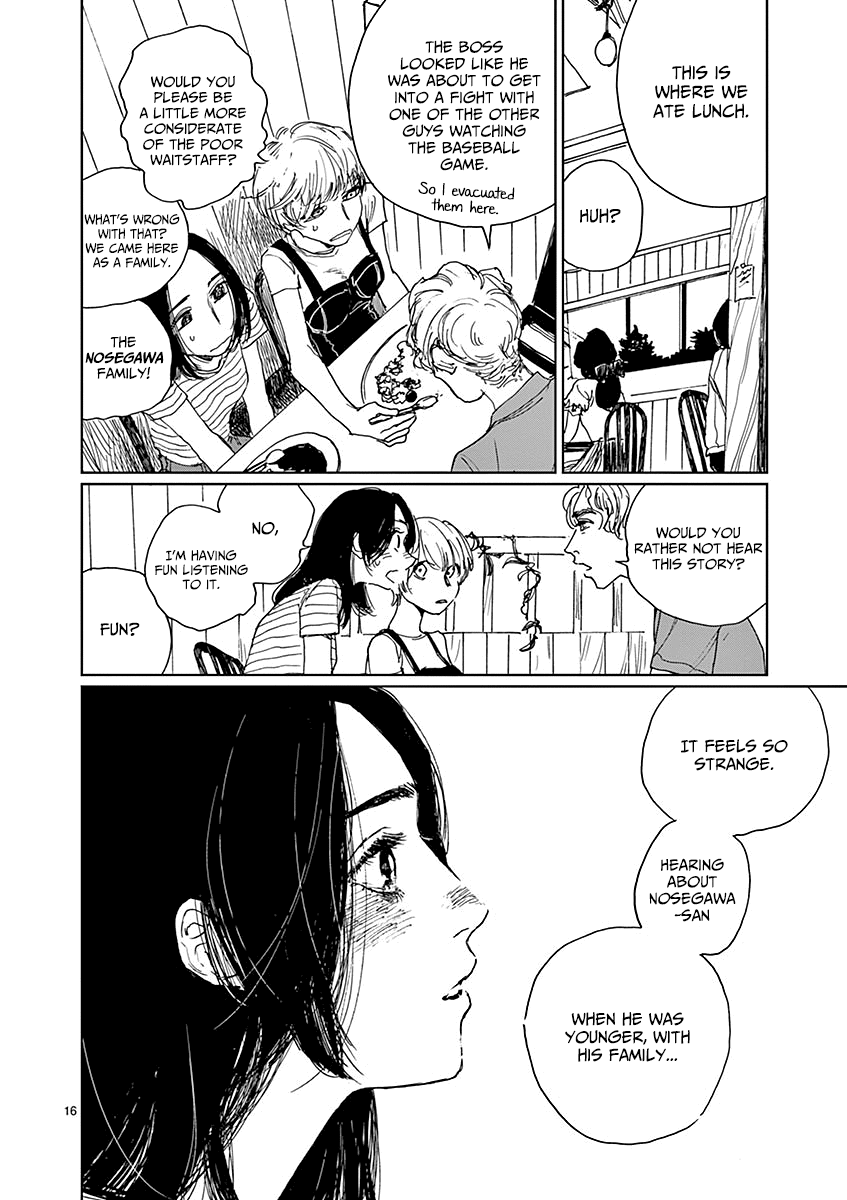 THIS IS
WHERE WE
ATE LUNCH.
HUH?
THE BOSS
LOOKED LIKE HE
WAS ABOUT TO GET
INTO A FIGHT WITH
ONE OF THE OTHER
GUYS WATCHING
THE BASEBALL
GAME.
So I evacuated
them here.
WOULD YOU
PLEASE BE
A LITTLE MORE
CONSIDERATE
OF THE POOR
WAITSTAFF?
WHAT'S WRONG
WITH THAT?
WE CAME HERE
AS A FAMILY.
THE
NOSEGAWA
FAMILY!
WOULD YOU
RATHER NOT HEAR
THIS STORY?
NO,
I'M HAVING
FUN LISTENING
TO IT.
FUN?
IT FEELS SO
STRANGE.
HEARING
ABOUT
NOSEGAWA
-SAN
WHEN HE WAS
YOUNGER, WITH
HIS FAMILY...
16